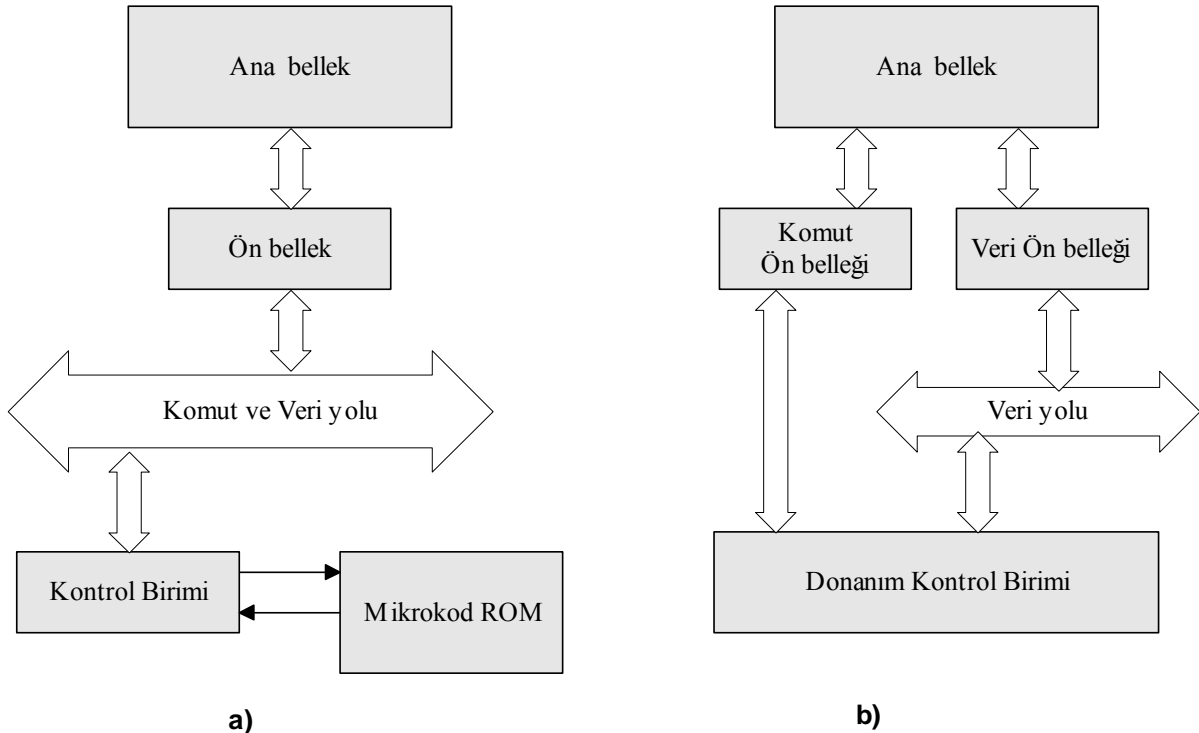 Ana bellek
Ön bellek
Komut ve Veri yolu
Kontrol Birimi
Mikrokod ROM
a)
Ana bellek
Komut
Ön belleği
Veri Ön belleği
Veri yolu
Donanım Kontrol Birimi
b)